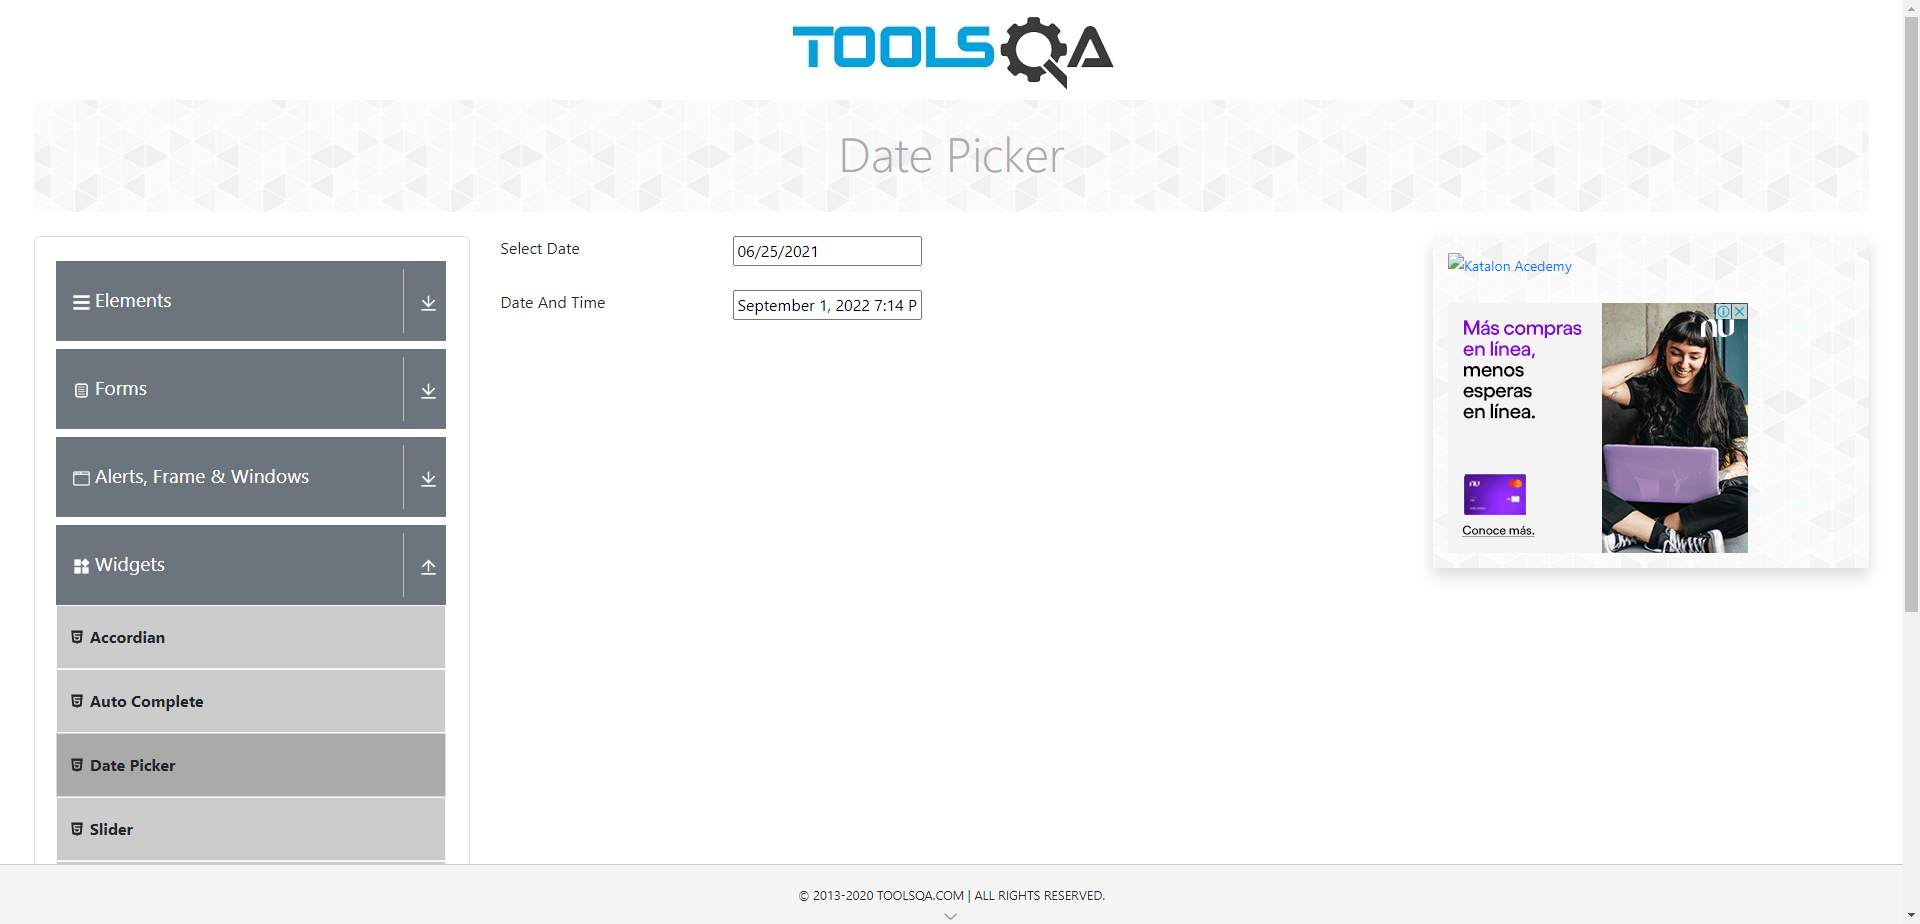 TOOLSQA
Date Picker
Elements
Forms
Alerts, Frame & Windows
Widgets
Accordian
Auto Complete
Date Picker
Slider
Select Date
06/25/2021
Date And Time
September 1, 2022 7:14 P
Katalon Acedemy
Más compras
en línea,
menos
esperas
en línea.
nu
nu
Conoce más.
© 2013-2020 TOOLSQA.COM | ALL RIGHTS RESERVED.